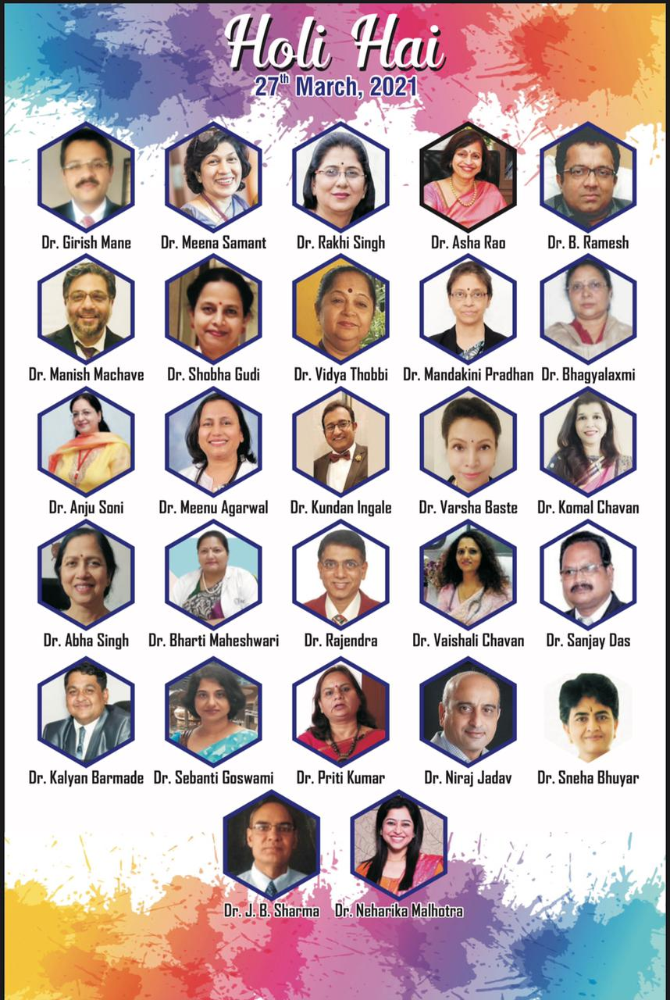 Holi Hai
27th March, 2021
Dr. Girish Mane Dr. Meena Samant Dr. Rakhi Singh Dr. Asha Rao Dr. B. Ramesh
Dr. Manish Machave Dr. Shobha Gudi Dr. Vidya Thobbi Dr. Mandakini Pradhan Dr. Bhagyalaxmi
Dr. Anju Soni Dr. Meenu Agarwal Dr. Kundan Ingale Dr. Varsha Baste Dr. Komal Chavan
Dr. Abha Singh Dr. Bharti Maheshwari Dr. Rajendra Dr. Vaishali Chavan Dr. Sanjay Das
Dr. Kalyan Barmade Dr. Sebanti Goswami Dr. Priti Kumar Dr. Niraj Jadav Dr. Sneha Bhuyar
Dr. J. B. Sharma Dr. Neharika Malhotra